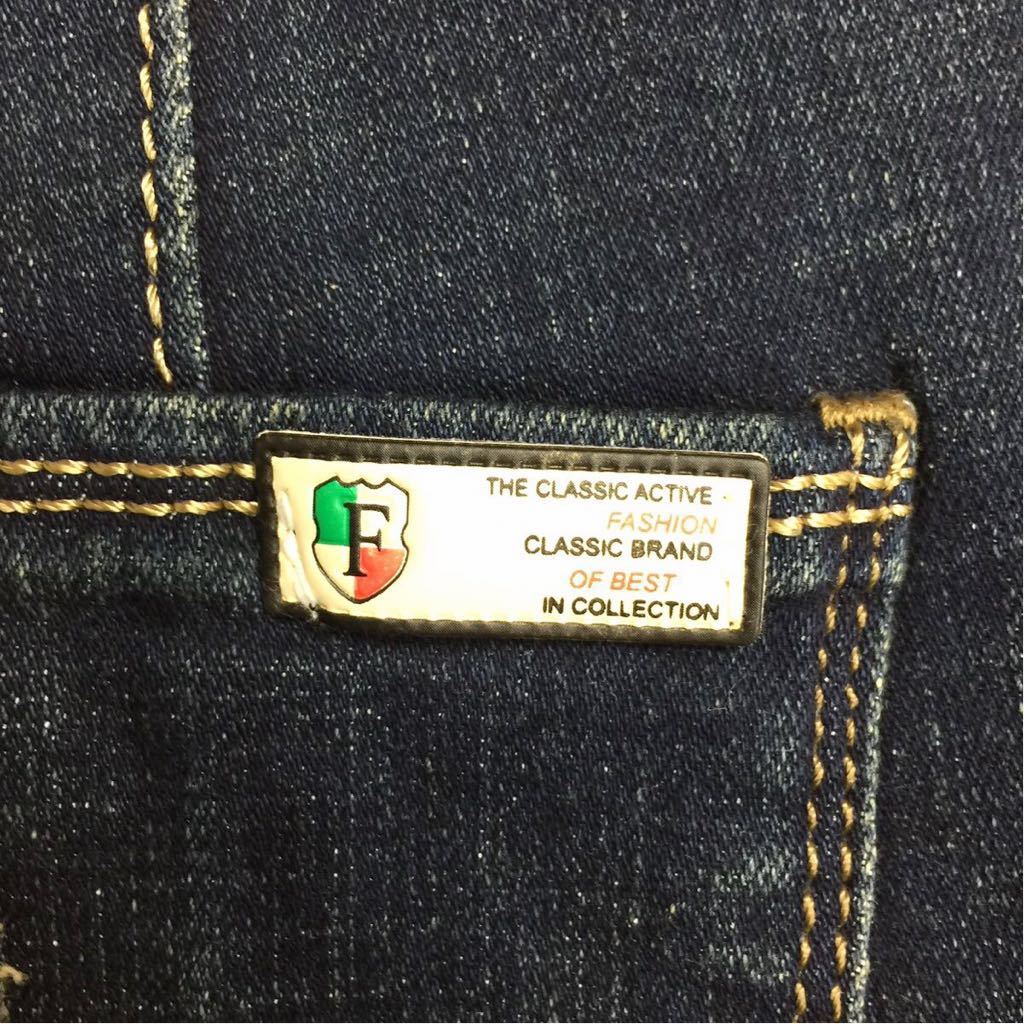 F
THE CLASSIC ACTIVE
FASHION
CLASSIC BRAND
OF BEST
IN COLLECTION